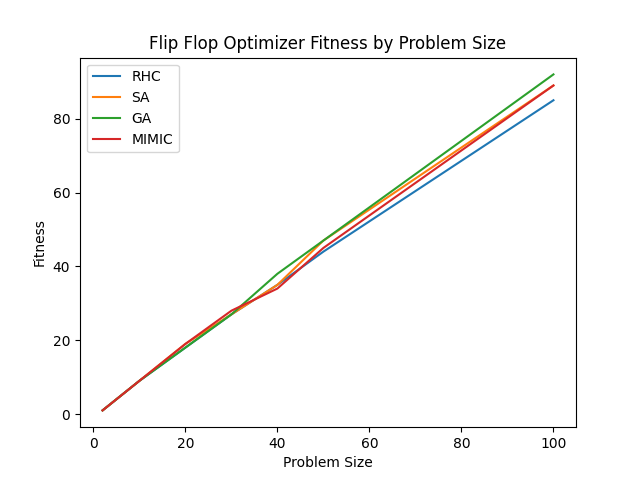 Flip Flop Optimizer Fitness by Problem Size
RHC
SA
GA
MIMIC
Fitness
80
60
40
20
0
0 20 40 60 80 100
Problem Size